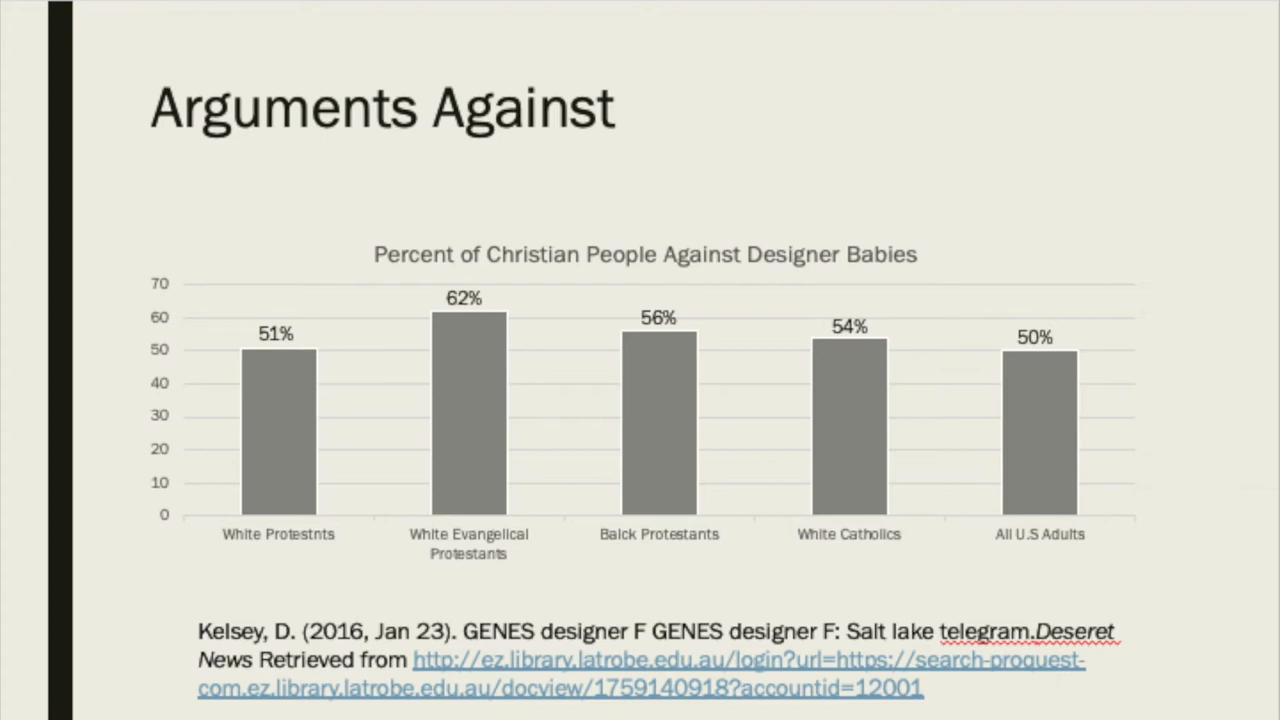 Arguments Against
Percent of Christian People Against Designer Babies
70
60
50
40
30
20
10
0
51%
62%
56%
54%
50%
White Protestnts
White Evangelical
Protestants
Balck Protestants
White Catholics
All U.S Adults
Kelsey, D. (2016, Jan 23). GENES designer F GENES designer F: Salt lake telegram.Deseret
News Retrieved from http://ez.library.latrobe.edu.au/login?url=https://search-proquest-
com.ez.library.latrobe.edu.au/docview/1759140918?accountid=12001